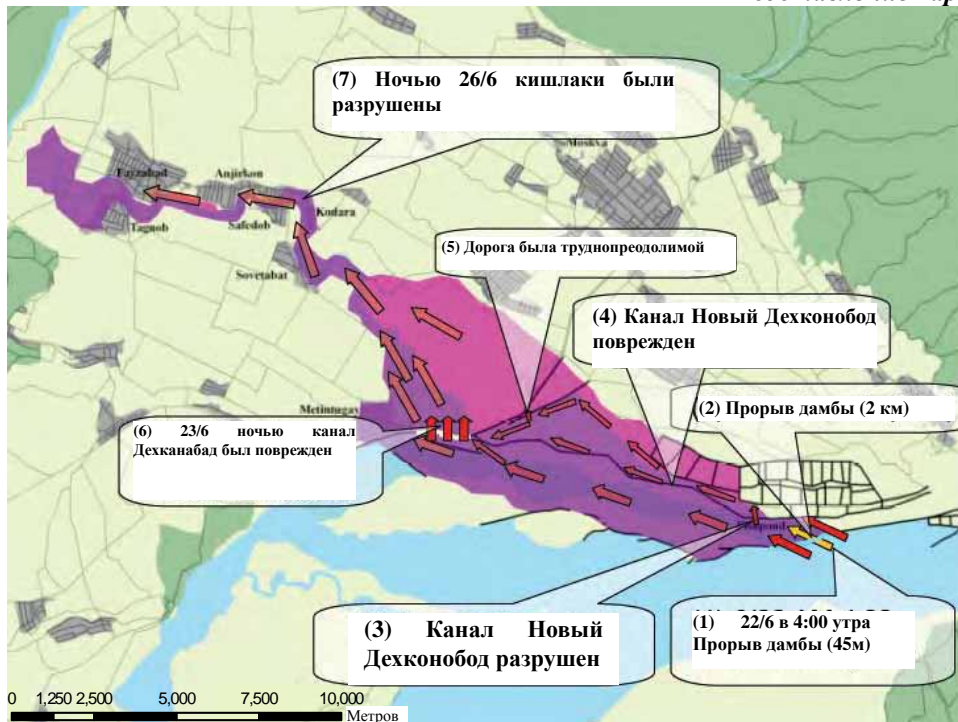 (7) Ночью 26/6 кишлаки были
разрушены
Moskva
Fayzabad
Anjirkon
Kodara
Tagnob
Safedob
(5) Дорога была труднопреодолимой
Sovetabat
(4) Канал Новый Дехконобод
поврежден
(2) Прорыв дамбы (2 км)
Metintugay
(6) 23/6 ночью канал
Дехканабад был поврежден
(3) Канал Новый
Дехконобод разрушен
(1) 22/6 в 4:00 утра
Прорыв дамбы (45м)
0 1,250 2,500 5,000 7,500 10,000
Метров